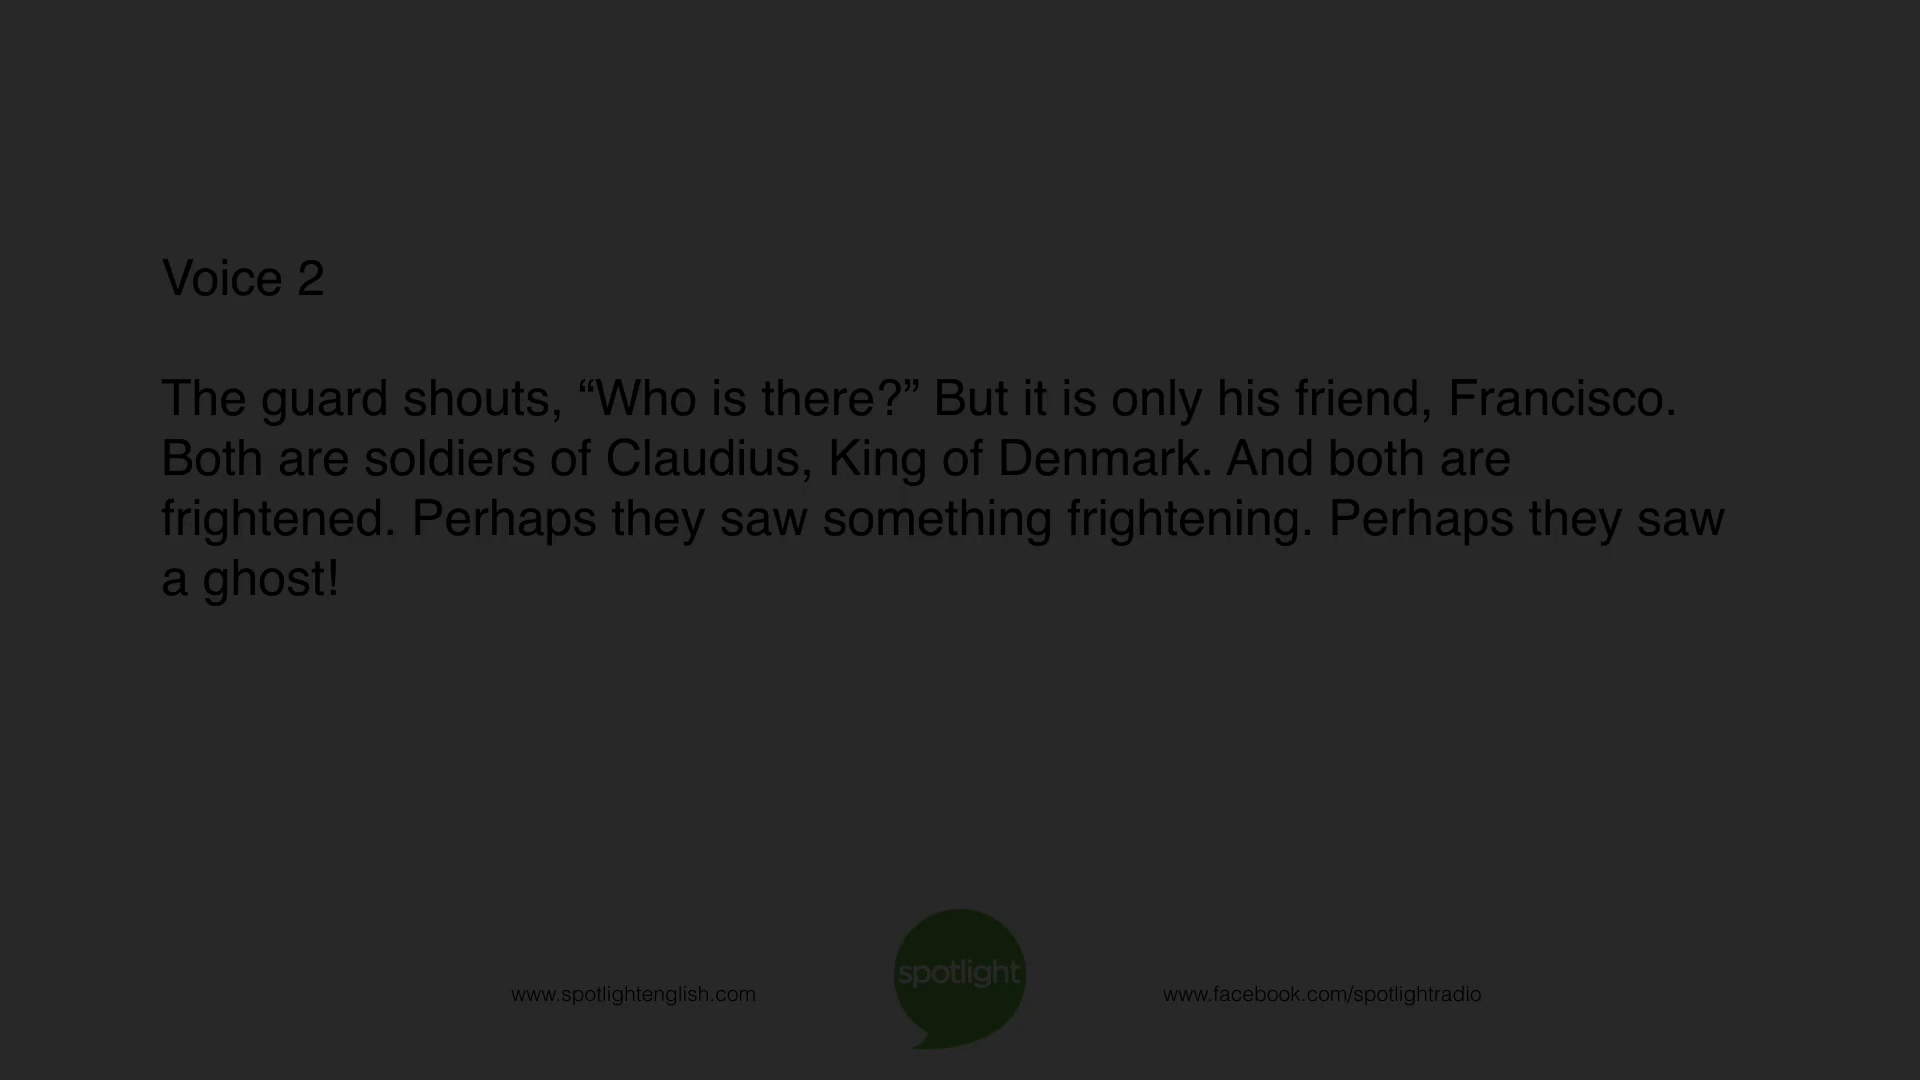 Voice 2
The guard shouts, “Who is there?” But it is only his friend, Francisco.
Both are soldiers of Claudius, King of Denmark. And both are
frightened. Perhaps they saw something frightening. Perhaps they saw
a ghost!
spotlight
www.spotlightenglish.com
www.facebook.com/spotlightradio